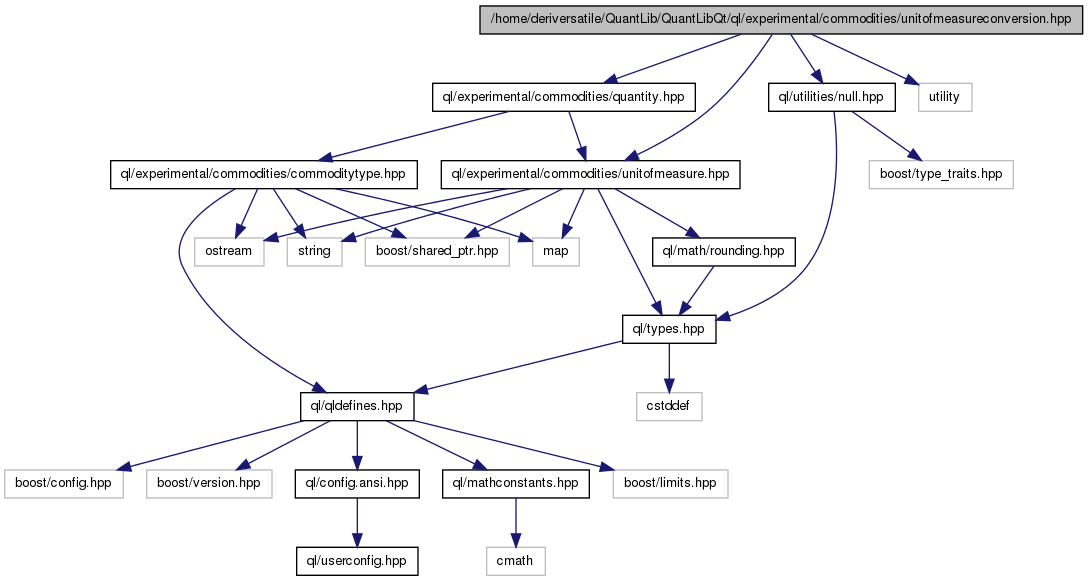 /home/deriversatile/QuantLib/QuantLibQt/ql/experimental/commodities/unitofmeasureconversion.hpp
ql/experimental/commodities/quantity.hpp
ql/utilities/null.hpp
utility
ql/experimental/commodities/commoditytype.hpp
ql/experimental/commodities/unitofmeasure.hpp
boost/type_traits.hpp
ostream
string
boost/shared_ptr.hpp
map
ql/math/rounding.hpp
ql/types.hpp
ql/qldefines.hpp
cstddef
boost/config.hpp
boost/version.hpp
ql/config.ansi.hpp
ql/mathconstants.hpp
boost/limits.hpp
ql/userconfig.hpp
cmath